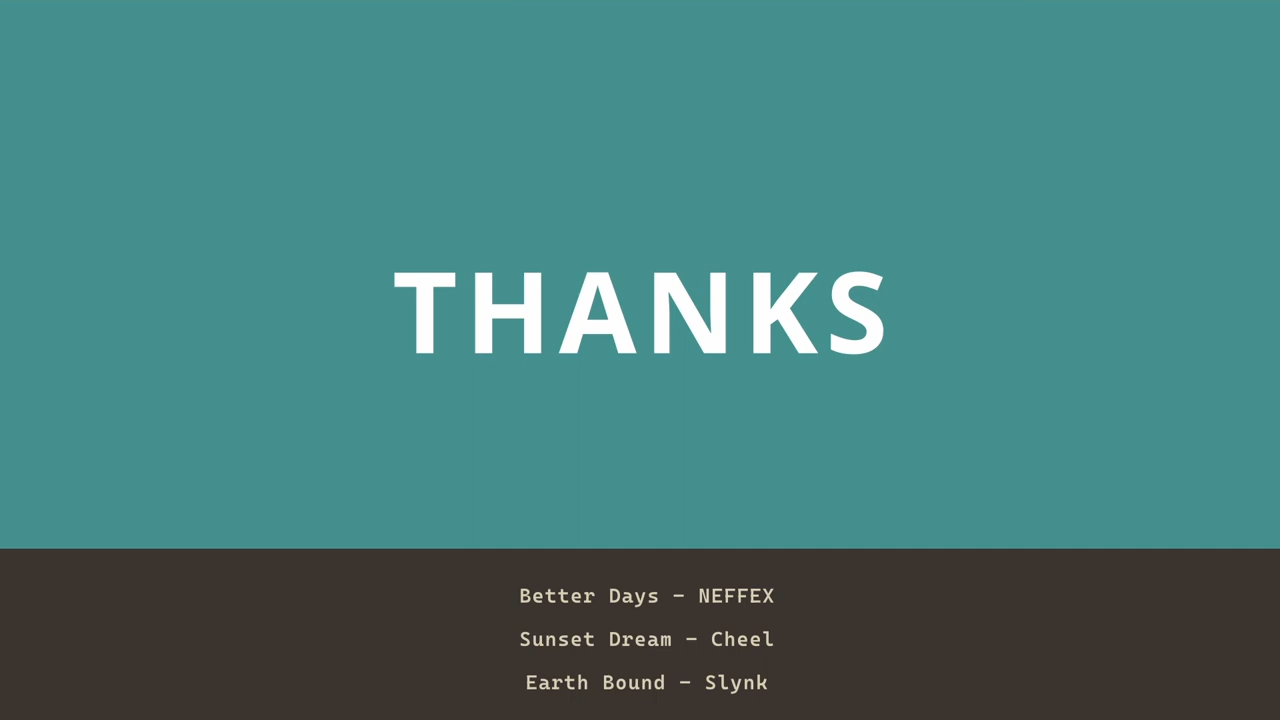 THANKS
Better Days – NEFFEX
Sunset Dream – Cheel
Earth Bound – Slynk